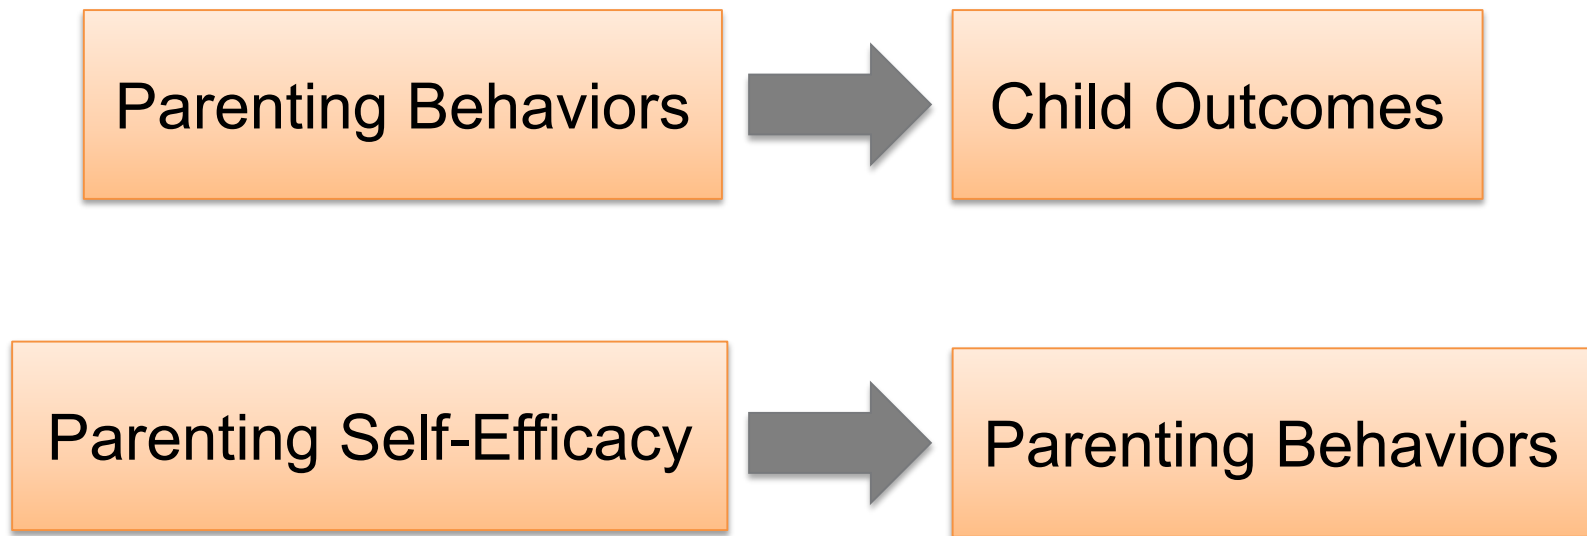 Parenting Behaviors
Child Outcomes
Parenting Self-Efficacy
Parenting Behaviors